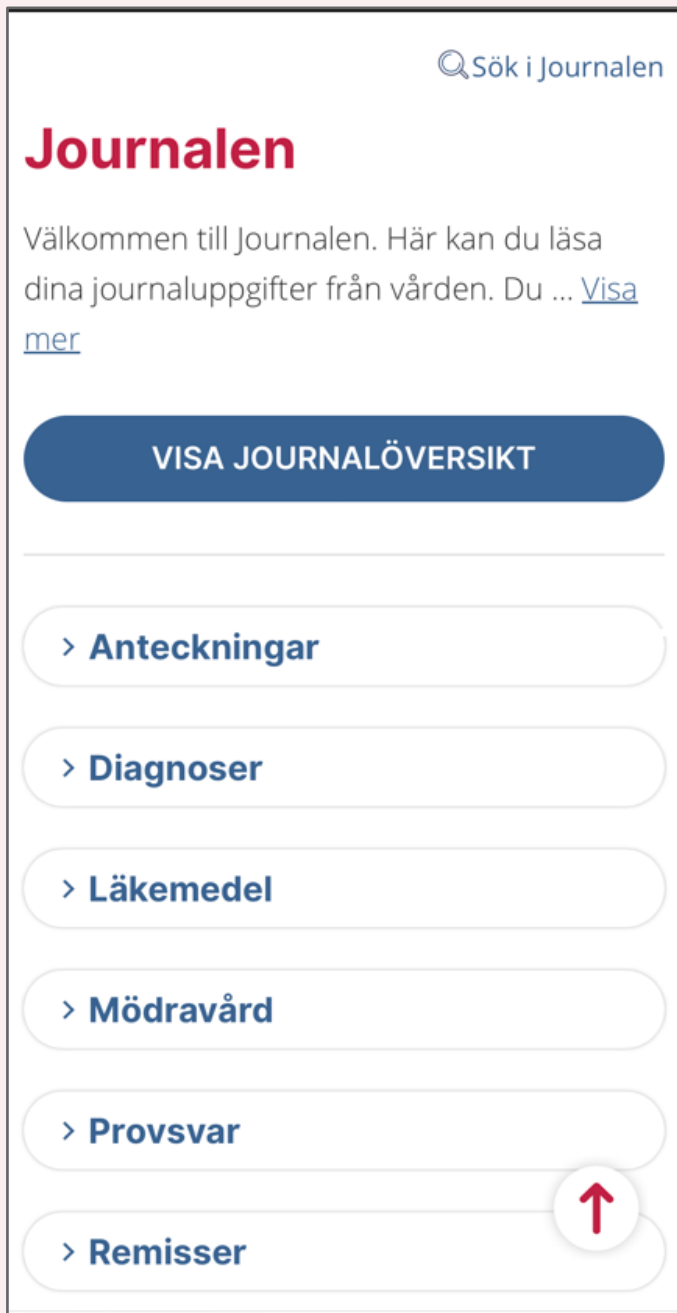 Sök i Journalen
Journalen
Välkommen till Journalen. Här kan du läsa
dina journaluppgifter från vården. Du ... Visa
mer
VISA JOURNALÖVERSIKT
Anteckningar
Diagnoser
Läkemedel
Mödravård
Provsvar
Remisser